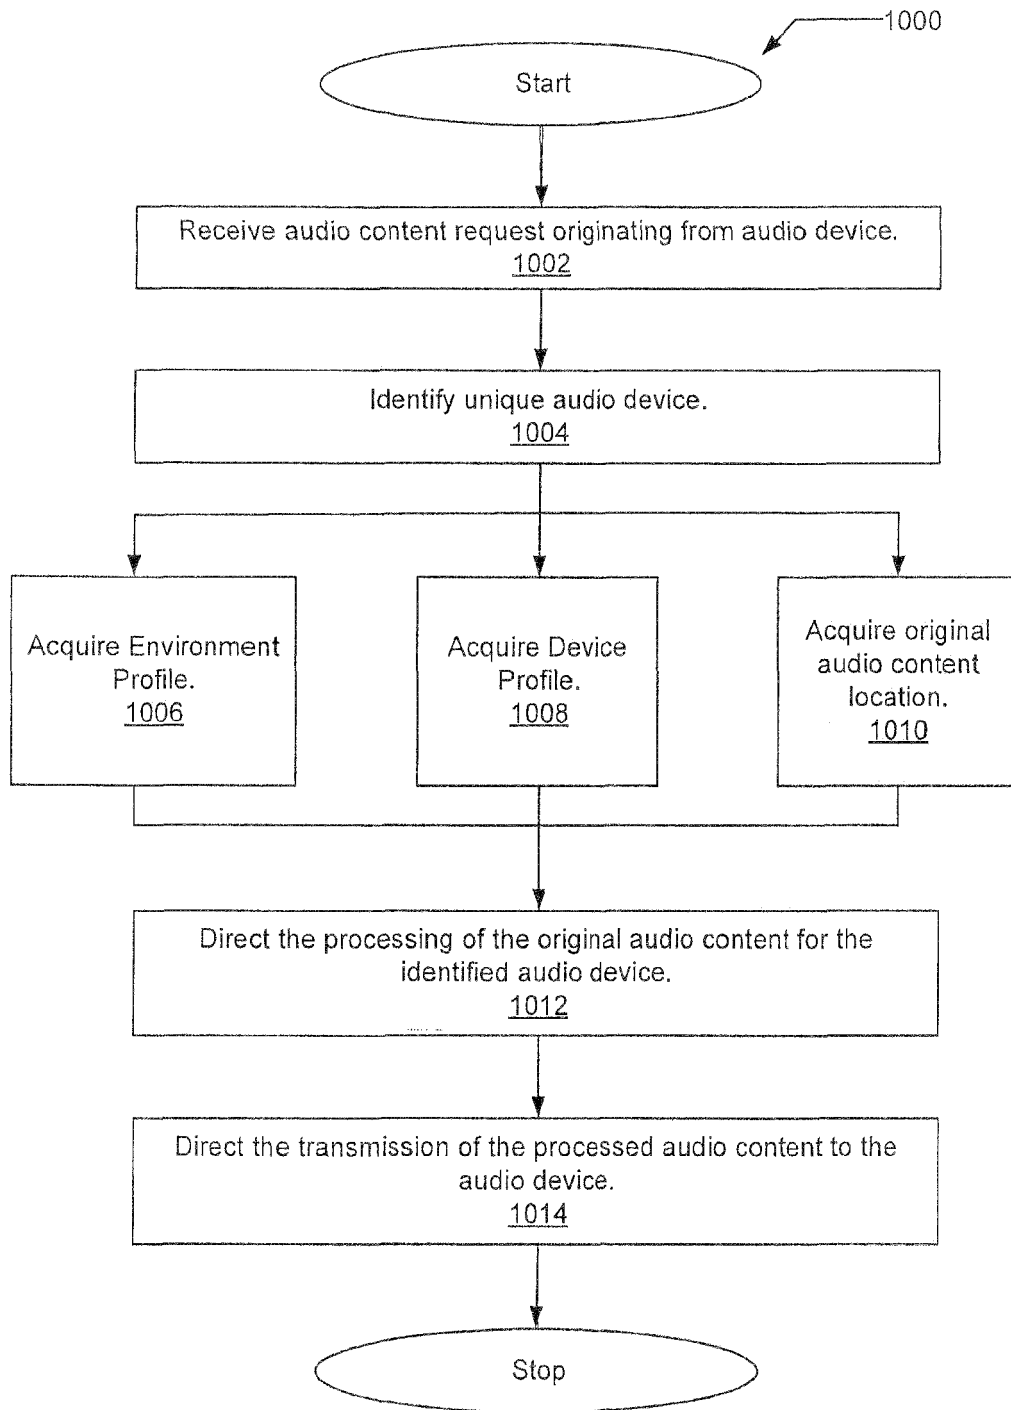 1000
Start
Receive audio content request originating from audio device.
1002
Identify unique audio device.
1004
Acquire Environment
Profile.
1006
Acquire Device
Profile.
1008
Acquire original
audio content
location.
1010
Direct the processing of the original audio content for the
identified audio device.
1012
Direct the transmission of the processed audio content to the
audio device.
1014
Stop